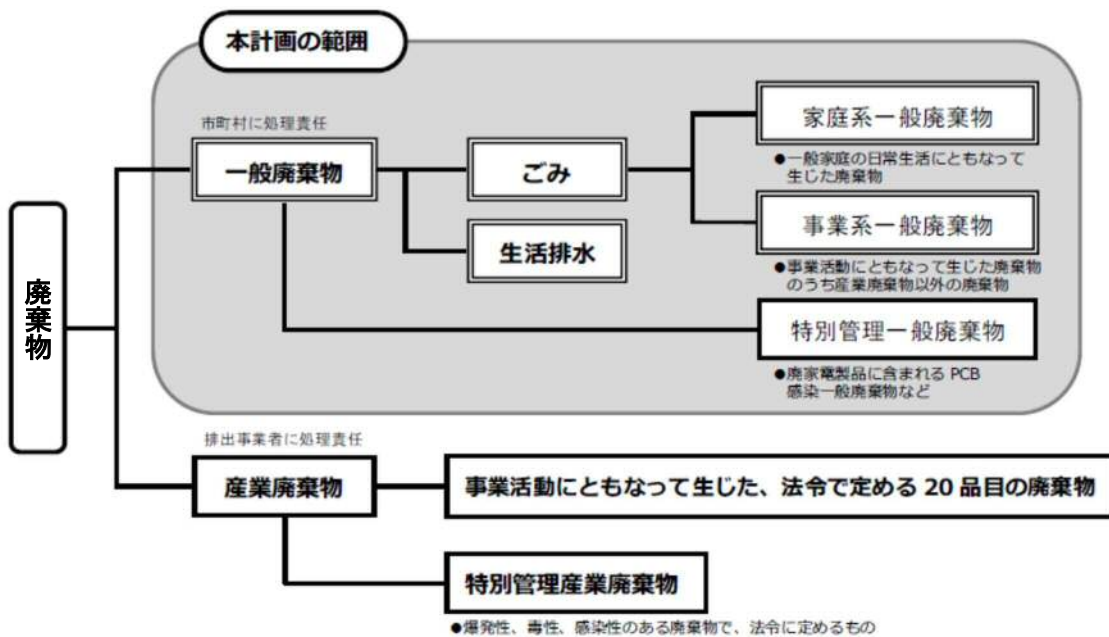 本計画の範囲
市町村に処理責任
一般廃棄物
ごみ
家庭系一般廃棄物
●一般家庭の日常生活にともなって
生じた廃棄物
生活排水
事業系一般廃棄物
●事業活動にともなって生じた廃棄物
のうち産業廃棄物以外の廃棄物
廃棄物
特別管理一般廃棄物
●廃家電製品に含まれる PCB
感染一般廃棄物など
排出事業者に処理責任
産業廃棄物
事業活動にともなって生じた、法令で定める 20 品目の廃棄物
特別管理産業廃棄物
●爆発性、毒性、感染性のある廃棄物で、法令に定めるもの